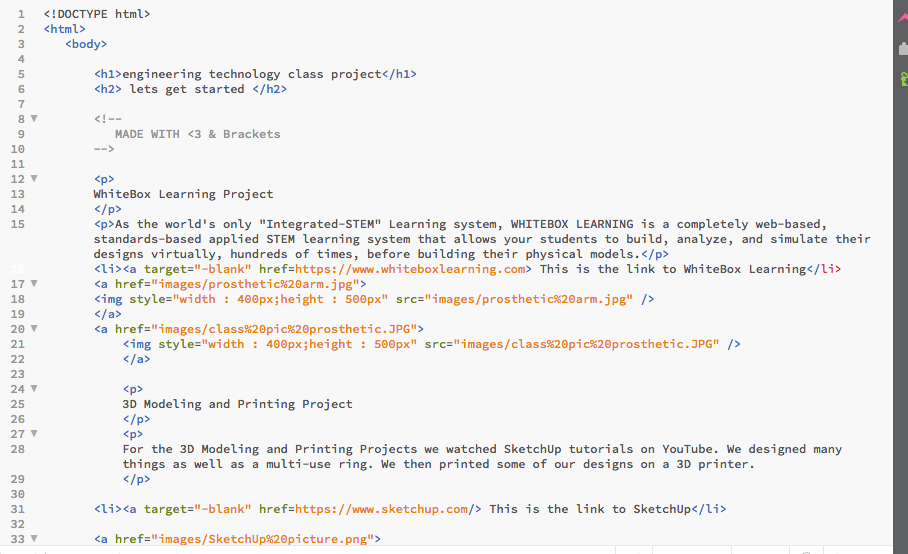 1 <!DOCTYPE html>
2 <html>
3 <body>
4
5 <h1>engineering technology class project</h1>
6 <h2> lets get started </h2>
7
8 <!--
9 MADE WITH <3 & Brackets
10 -->
11
12 <p>
13 WhiteBox Learning Project
14 </p>
15 <p>As the world's only "Integrated-STEM" Learning system, WHITEBOX LEARNING is a completely web-based,
standards-based applied STEM learning system that allows your students to build, analyze, and simulate their
designs virtually, hundreds of times, before building their physical models.</p>
16 <li><a target="-blank" href=https://www.whiteboxlearning.com> This is the link to WhiteBox Learning</li>
17 <a href="images/prosthetic%20arm.jpg">
18 <img style="width : 400px;height : 500px" src="images/prosthetic%20arm.jpg" />
19 </a>
20 <a href="images/class%20pic%20prosthetic.JPG">
21 <img style="width : 400px;height : 500px" src="images/class%20pic%20prosthetic.JPG" />
22 </a>
23
24 <p>
25 3D Modeling and Printing Project
26 </p>
27 <p>
28 For the 3D Modeling and Printing Projects we watched SketchUp tutorials on YouTube. We designed many
things as well as a multi-use ring. We then printed some of our designs on a 3D printer.
29 </p>
30
31 <li><a target="-blank" href=https://www.sketchup.com/> This is the link to SketchUp</li>
32
33 <a href="images/SketchUp%20picture.png">